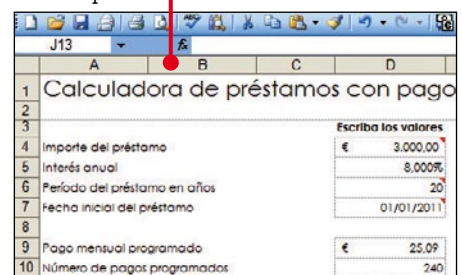 J13 fx
A B C D
1 Calculadora de préstamos con pago
2
3 Escriba los valores
4 Importe del préstamo € 3.000,00
5 Interés anual 8,000%
6 Período del préstamo en años 20
7 Fecha inicial del préstamo 01/01/2011
8
9 Pago mensual programado € 25,09
10 Número de pagos programados 240